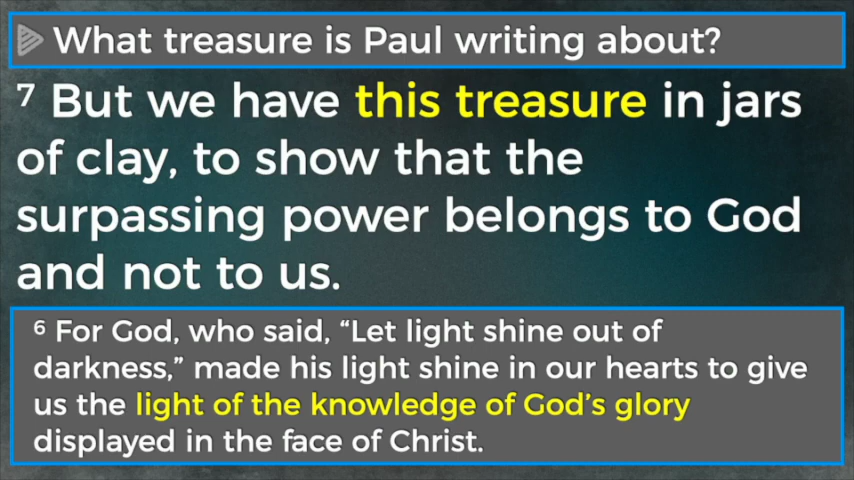 What treasure is Paul writing about?
⁷ But we have this treasure in jars
of clay, to show that the
surpassing power belongs to God
and not to us.
⁶ For God, who said, “Let light shine out of
darkness,” made his light shine in our hearts to give
us the light of the knowledge of God’s glory
displayed in the face of Christ.